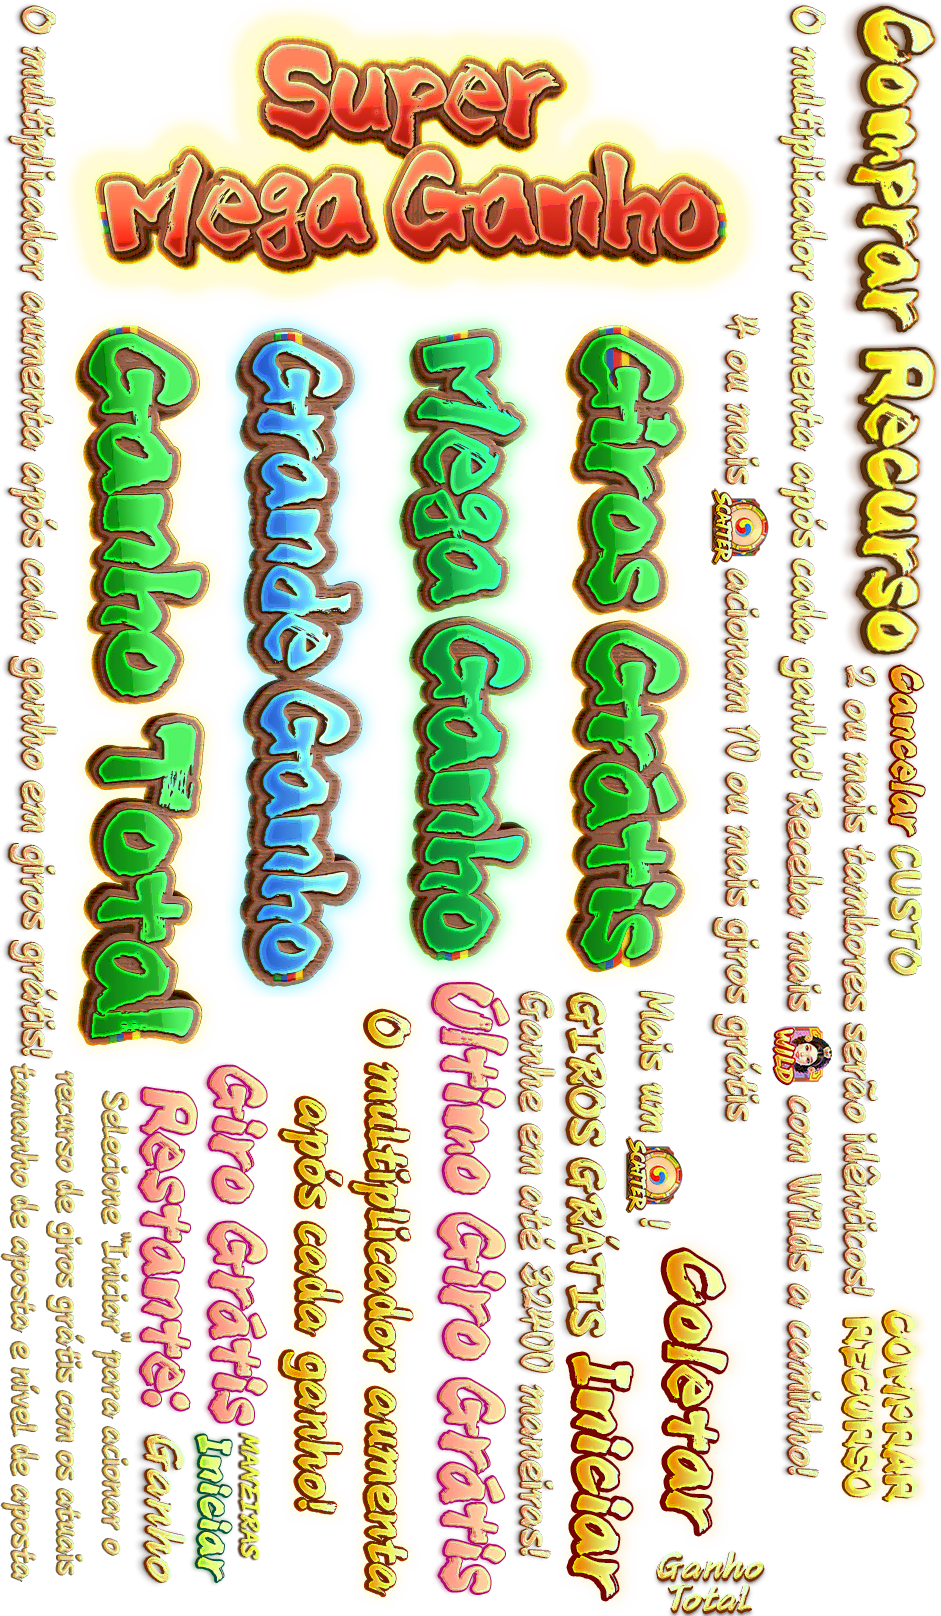 Super
Mega Ganho
Comprar Recurso
Cancelar
CUSTO
2 ou mais tambores serão idênticos!
COMPRAR
RECURSO
O multiplicador aumenta após cada ganho! Receba mais WILD com Wilds a caminho!
4 ou mais SCATTER acionam 10 ou mais giros grátis
Giros Grátis
Mega Ganho
Grande Ganho
Ganho Total
O multiplicador aumenta após cada ganho em giros grátis!
Coletar
Ganho
Total
Mais um SCATTER !
GIROS GRÁTIS
Iniciar
Ganhe em até 32400 maneiras!
Último Giro Grátis
O multiplicador aumenta
após cada ganho!
Giro Grátis
Restante:
MANEIRAS
Iniciar
Ganho
Selecione "Iniciar" para acionar o
recurso de giros grátis com os atuais
tamanho de aposta e nível de aposta